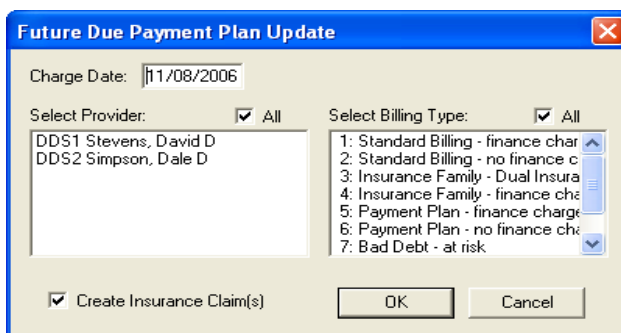 Future Due Payment Plan Update
Charge Date: 11/08/2006
Select Provider: All
Select Billing Type: All
DDS1 Stevens, David D
DDS2 Simpson, Dale D
1: Standard Billing - finance char
2: Standard Billing - no finance c
3: Insurance Family - Dual Insura
4: Insurance Family - finance cha
5: Payment Plan - finance charge
6: Payment Plan - no finance cha
7: Bad Debt - at risk
Create Insurance Claim(s)
OK
Cancel